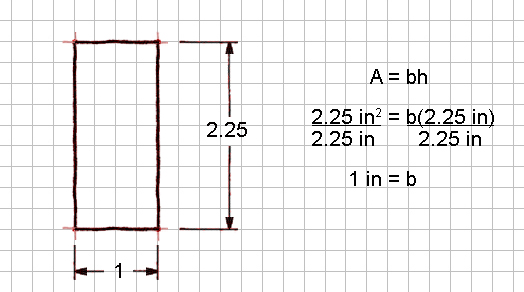 A = bh
2.25 in² = b(2.25 in)
2.25 in 2.25 in
1 in = b
2.25
1